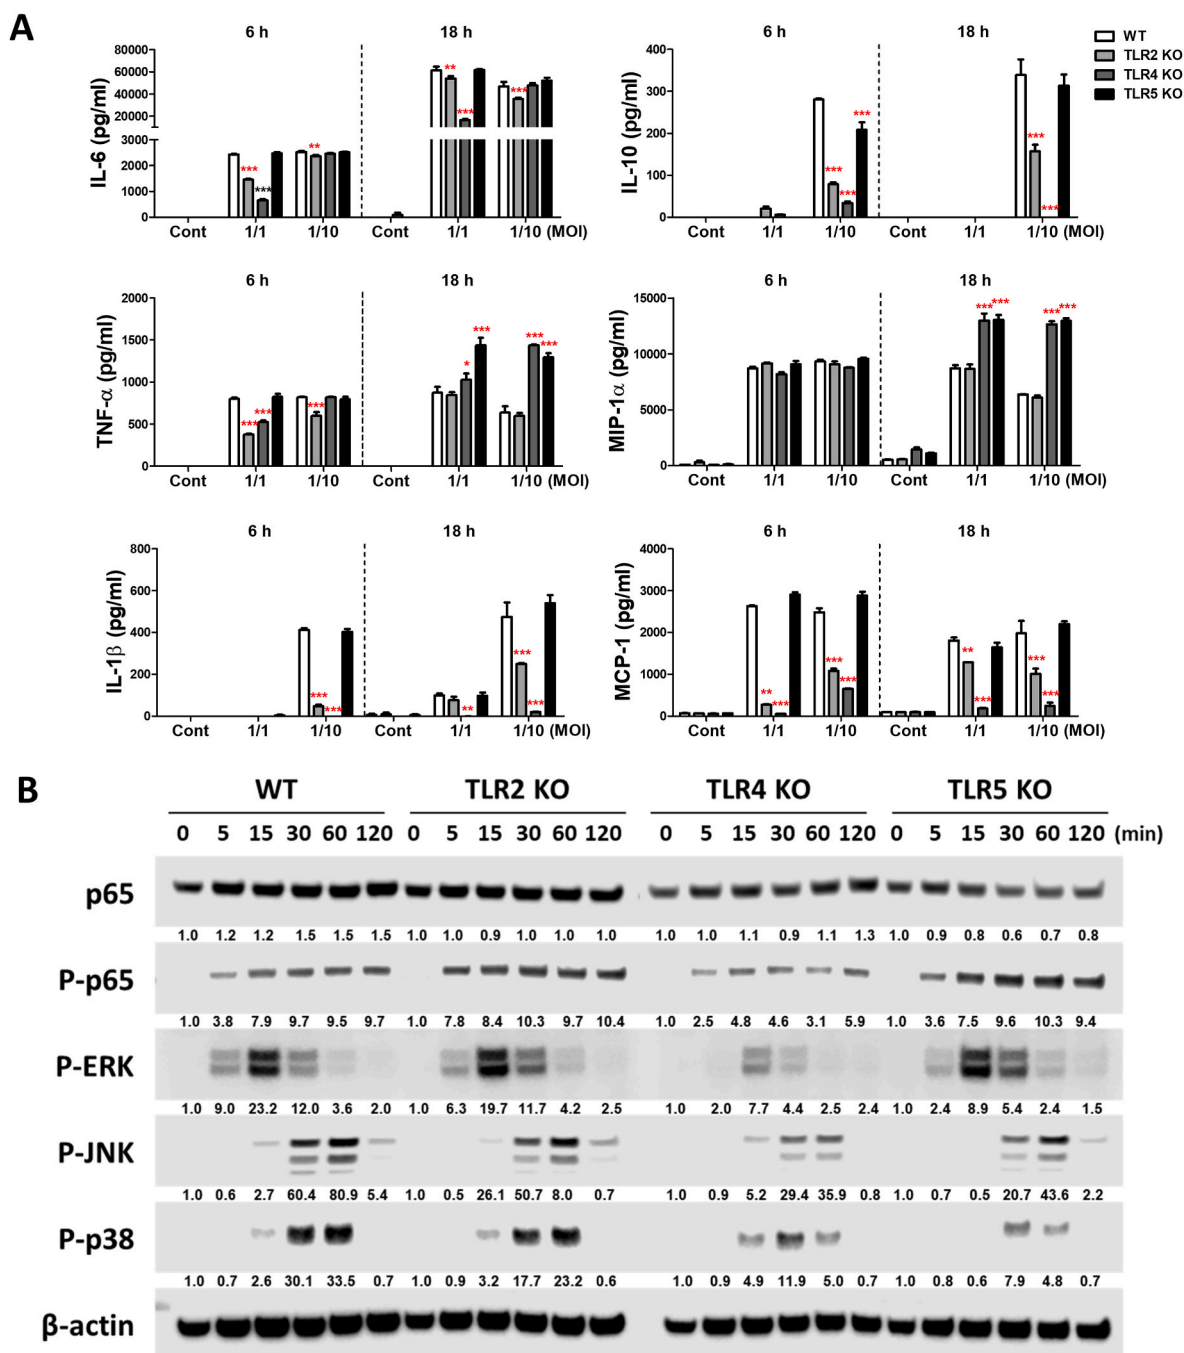 A
6 h 18 h
IL-6 (pg/ml)
80000
60000
40000
20000
3000
2000
1000
0
*** *** ** ** *** ***
Cont 1/1 1/10 Cont 1/1 1/10 (MOI)
6 h 18 h
IL-10 (pg/ml)
400
300
200
100
0
*** *** *** *** ***
Cont 1/1 1/10 Cont 1/1 1/10 (MOI)
WT
TLR2 KO
TLR4 KO
TLR5 KO
6 h 18 h
TNF-α (pg/ml)
2000
1500
1000
500
0
*** *** *** * *** *** ***
Cont 1/1 1/10 Cont 1/1 1/10 (MOI)
6 h 18 h
MIP-1α (pg/ml)
15000
10000
5000
0
*** *** *** ***
Cont 1/1 1/10 Cont 1/1 1/10 (MOI)
6 h 18 h
IL-1β (pg/ml)
800
600
400
200
0
*** *** ** *** ***
Cont 1/1 1/10 Cont 1/1 1/10 (MOI)
6 h 18 h
MCP-1 (pg/ml)
4000
3000
2000
1000
0
** *** *** *** ** *** *** ***
Cont 1/1 1/10 Cont 1/1 1/10 (MOI)
B
WT TLR2 KO TLR4 KO TLR5 KO
0 5 15 30 60 120 0 5 15 30 60 120 0 5 15 30 60 120 0 5 15 30 60 120 (min)
p65
1.0 1.2 1.2 1.5 1.5 1.5 1.0 1.0 0.9 1.0 1.0 1.0 1.0 1.0 1.1 0.9 1.1 1.3 1.0 0.9 0.8 0.6 0.7 0.8
P-p65
1.0 3.8 7.9 9.7 9.5 9.7 1.0 7.8 8.4 10.3 9.7 10.4 1.0 2.5 4.8 4.6 3.1 5.9 1.0 3.6 7.5 9.6 10.3 9.4
P-ERK
1.0 9.0 23.2 12.0 3.6 2.0 1.0 6.3 19.7 11.7 4.2 2.5 1.0 2.0 7.7 4.4 2.5 2.4 1.0 2.4 8.9 5.4 2.4 1.5
P-JNK
1.0 0.6 2.7 60.4 80.9 5.4 1.0 0.5 26.1 50.7 8.0 0.7 1.0 0.9 5.2 29.4 35.9 0.8 1.0 0.7 0.5 20.7 43.6 2.2
P-p38
1.0 0.7 2.6 30.1 33.5 0.7 1.0 0.9 3.2 17.7 23.2 0.6 1.0 0.9 4.9 11.9 5.0 0.7 1.0 0.8 0.6 7.9 4.8 0.7
β-actin